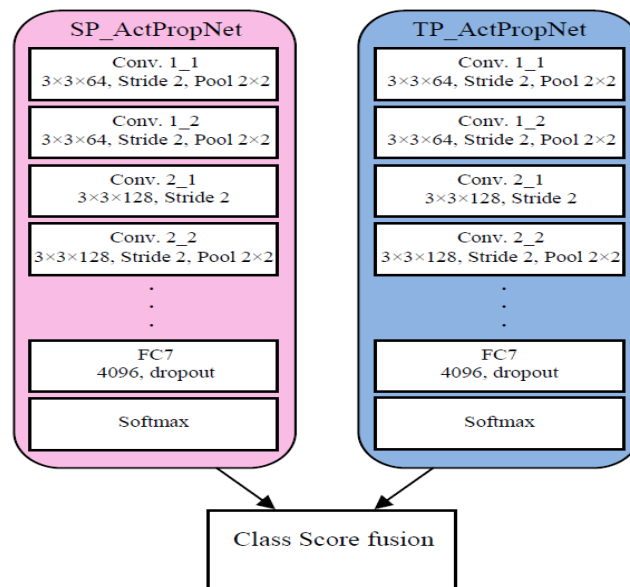 SP_ActPropNet
Conv. 1_1
3×3×64, Stride 2, Pool 2×2
Conv. 1_2
3×3×64, Stride 2, Pool 2×2
Conv. 2_1
3×3×128, Stride 2
Conv. 2_2
3×3×128, Stride 2, Pool 2×2
.
.
.
FC7
4096, dropout
Softmax
TP_ActPropNet
Conv. 1_1
3×3×64, Stride 2, Pool 2×2
Conv. 1_2
3×3×64, Stride 2, Pool 2×2
Conv. 2_1
3×3×128, Stride 2
Conv. 2_2
3×3×128, Stride 2, Pool 2×2
.
.
.
FC7
4096, dropout
Softmax
Class Score fusion